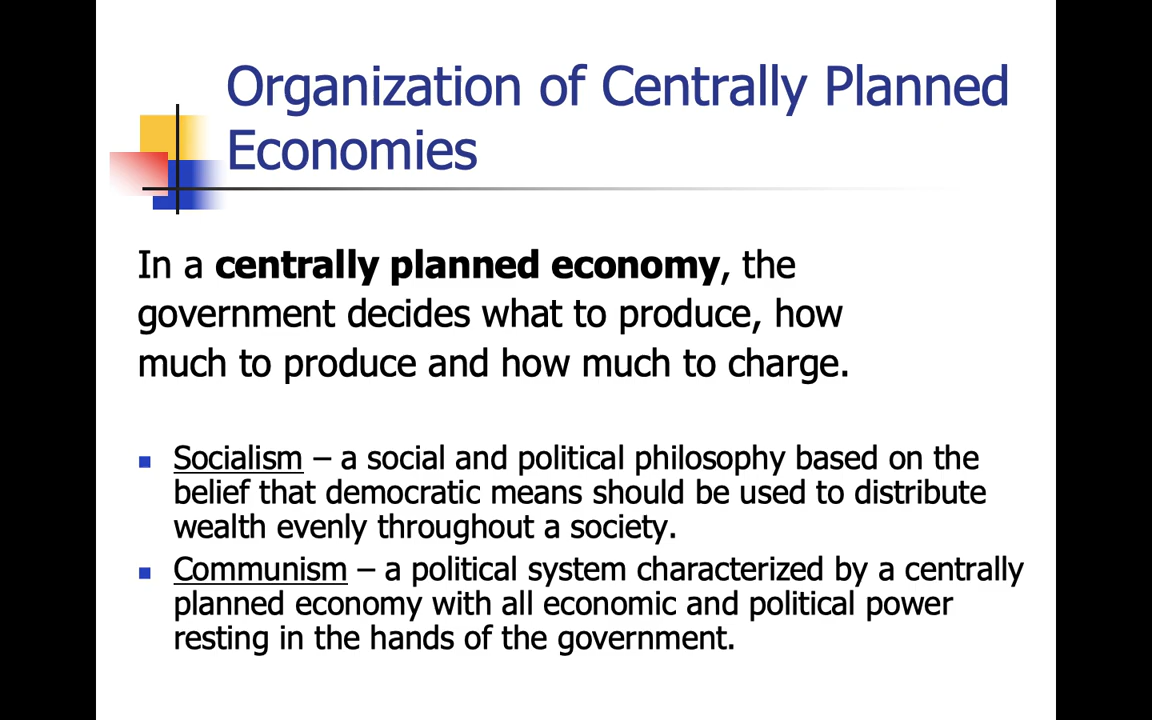 Organization of Centrally Planned
Economies
In a centrally planned economy, the
government decides what to produce, how
much to produce and how much to charge.
Socialism – a social and political philosophy based on the
belief that democratic means should be used to distribute
wealth evenly throughout a society.
Communism – a political system characterized by a centrally
planned economy with all economic and political power
resting in the hands of the government.